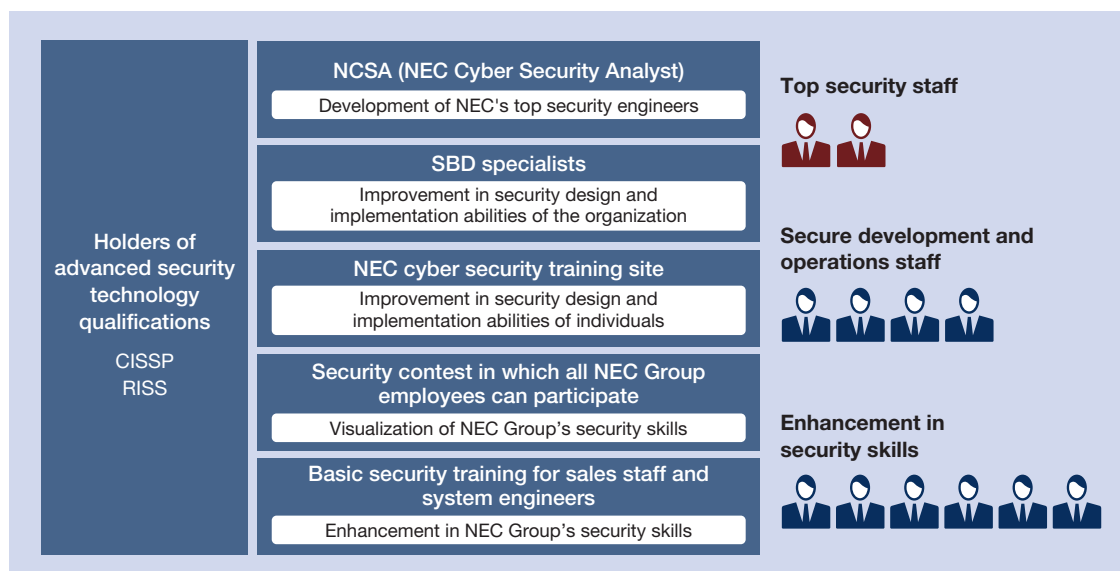 Holders of
advanced security
technology
qualifications
CISSP
RISS
NCSA (NEC Cyber Security Analyst)
Development of NEC's top security engineers
SBD specialists
Improvement in security design and
implementation abilities of the organization
NEC cyber security training site
Improvement in security design and
implementation abilities of individuals
Security contest in which all NEC Group
employees can participate
Visualization of NEC Group’s security skills
Basic security training for sales staff and
system engineers
Enhancement in NEC Group’s security skills
Top security staff
Secure development and
operations staff
Enhancement in
security skills